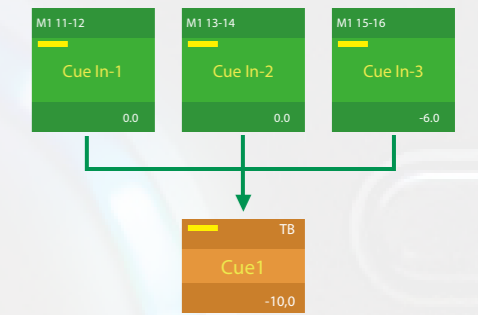 M1 11-12
Cue In-1
0.0
M1 13-14
Cue In-2
0.0
M1 15-16
Cue In-3
-6.0
TB
Cue1
-10,0